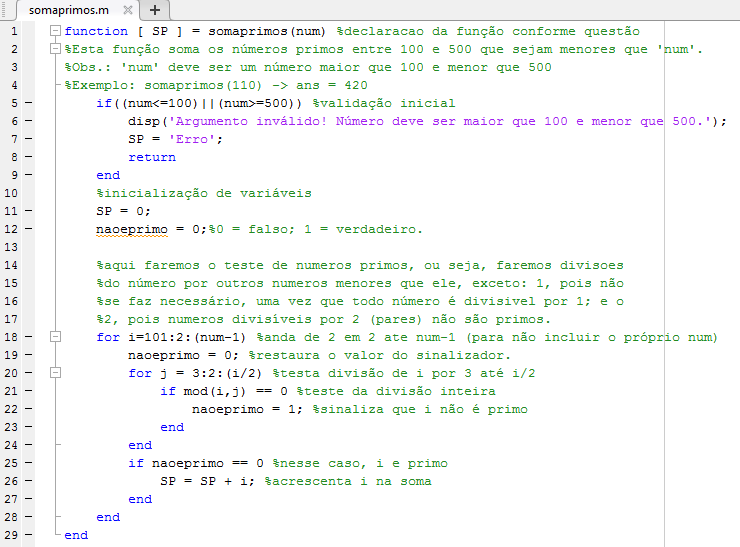 somaprimos.m
1 function [ SP ] = somaprimos(num) %declaracao da função conforme questão
2 %Esta função soma os números primos entre 100 e 500 que sejam menores que 'num'.
3 %Obs.: 'num' deve ser um número maior que 100 e menor que 500
4 %Exemplo: somaprimos(110) -> ans = 420
5 if((num<=100)||(num>=500)) %validação inicial
6 disp('Argumento inválido! Número deve ser maior que 100 e menor que 500.');
7 SP = 'Erro';
8 return
9 end
10 %inicialização de variáveis
11 SP = 0;
12 naoeprimo = 0;%0 = falso; 1 = verdadeiro.
13
14 %aqui faremos o teste de numeros primos, ou seja, faremos divisoes
15 %do número por outros numeros menores que ele, exceto: 1, pois não
16 %se faz necessário, uma vez que todo número é divisivel por 1; e o
17 %2, pois numeros divisíveis por 2 (pares) não são primos.
18 for i=101:2:(num-1) %anda de 2 em 2 ate num-1 (para não incluir o próprio num)
19 naoeprimo = 0; %restaura o valor do sinalizador.
20 for j = 3:2:(i/2) %testa divisão de i por 3 até i/2
21 if mod(i,j) == 0 %teste da divisão inteira
22 naoeprimo = 1; %sinaliza que i não é primo
23 end
24 end
25 if naoeprimo == 0 %nesse caso, i e primo
26 SP = SP + i; %acrescenta i na soma
27 end
28 end
29 end